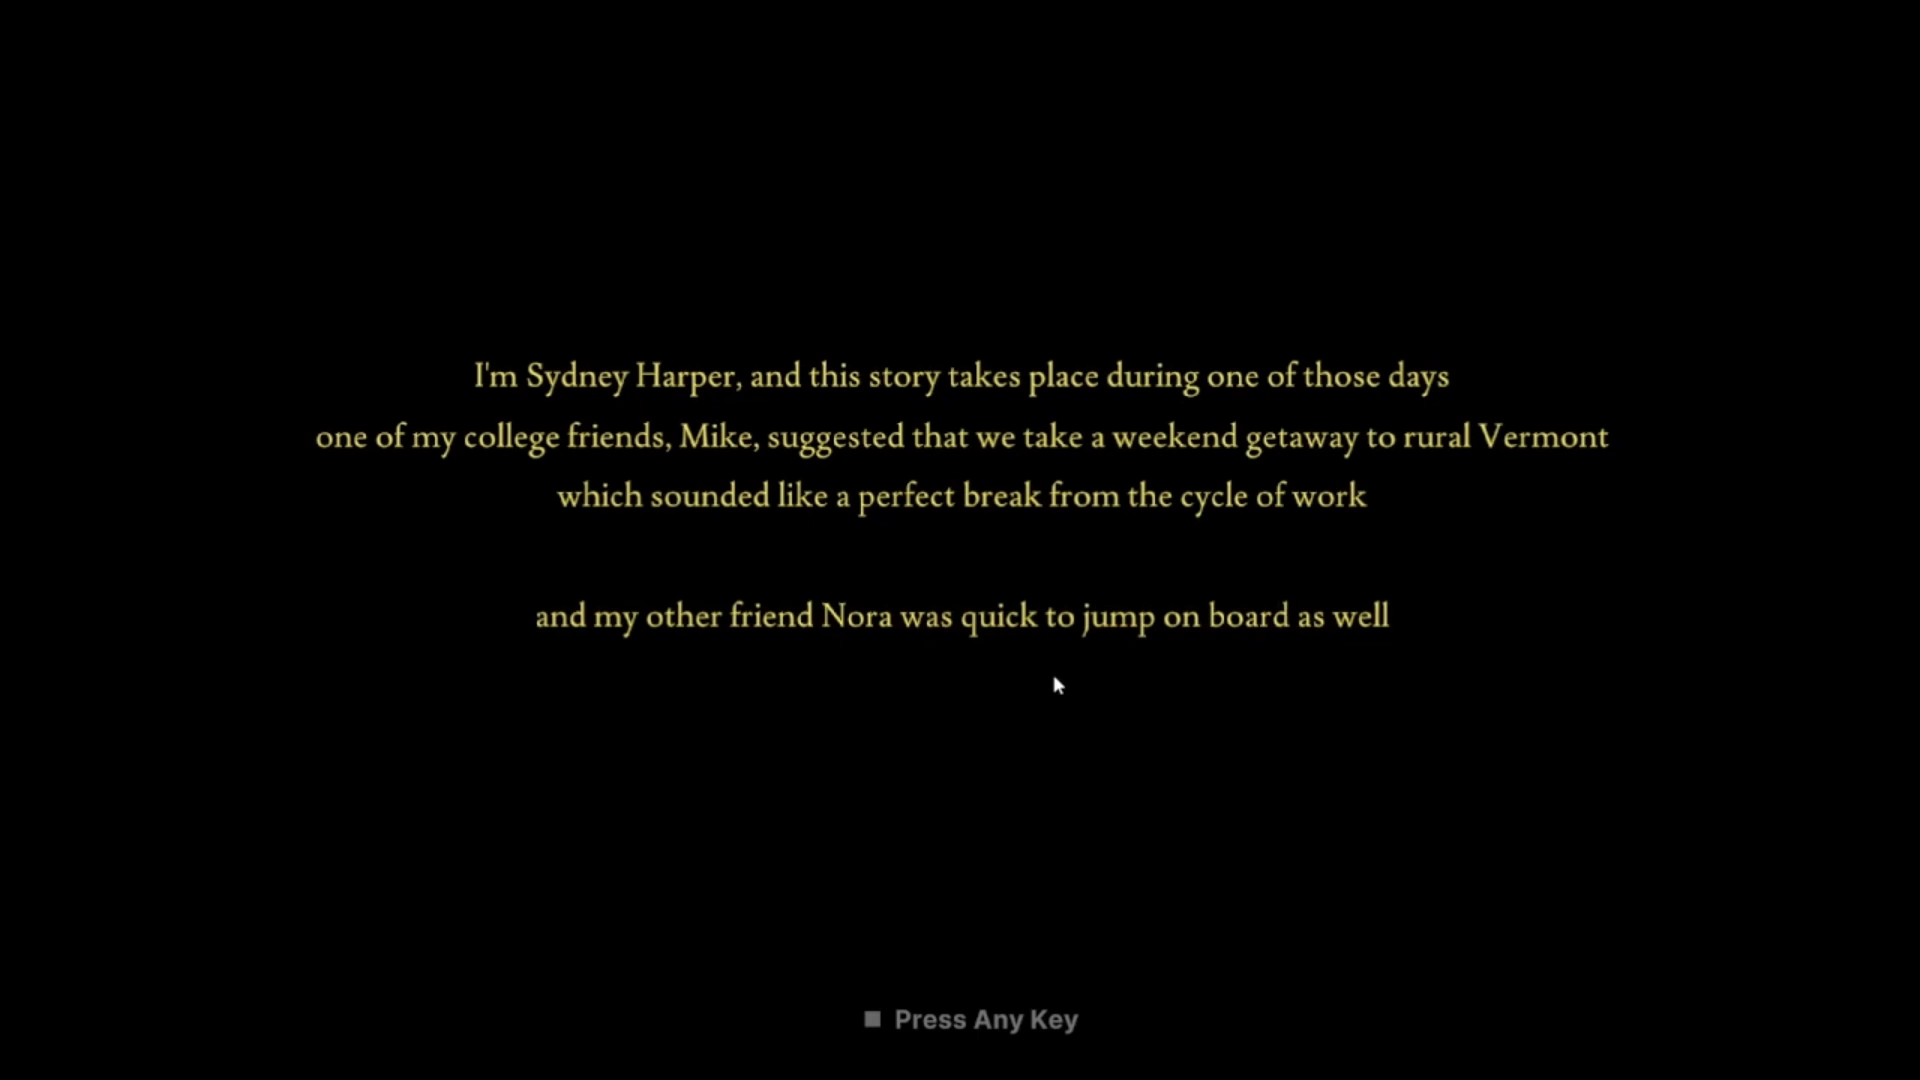 I'm Sydney Harper, and this story takes place during one of those days
one of my college friends, Mike, suggested that we take a weekend getaway to rural Vermont
which sounded like a perfect break from the cycle of work
and my other friend Nora was quick to jump on board as well
Press Any Key